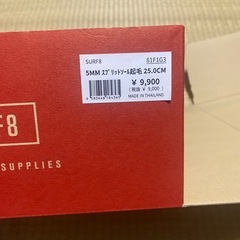 SURF8 81F1G3
5MM ｽﾌﾟﾘｯﾄﾞｿｰﾙ起毛 25.0CM
¥ 9,900
(税抜 ¥ 9,000)
MADE IN THAILAND
F8
SUPPLIES